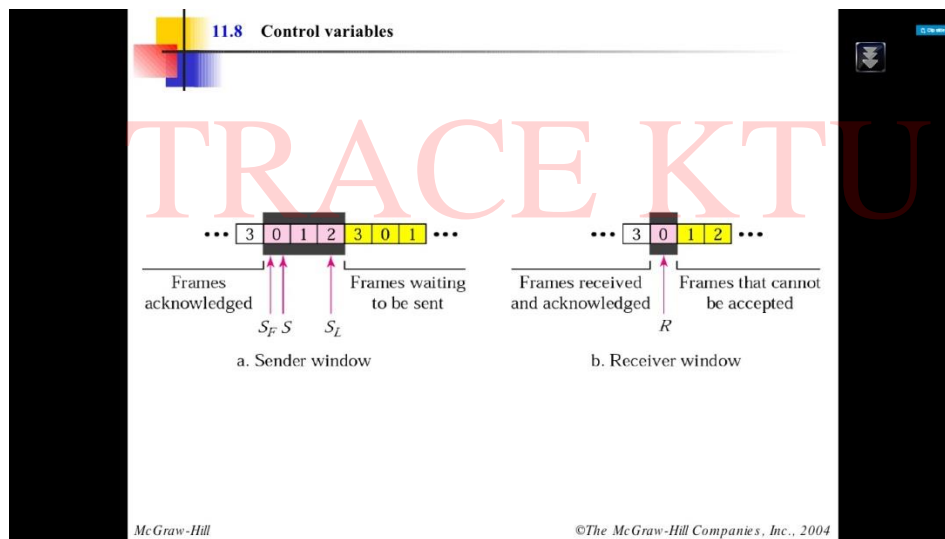 11.8 Control variables
TRACE KTU
••• 3 0 1 2 3 0 1 •••
Frames acknowledged
Frames waiting to be sent
S_F S S_L
a. Sender window
••• 3 0 1 2 •••
Frames received and acknowledged
Frames that cannot be accepted
R
b. Receiver window
McGraw-Hill
©The McGraw-Hill Companies, Inc., 2004